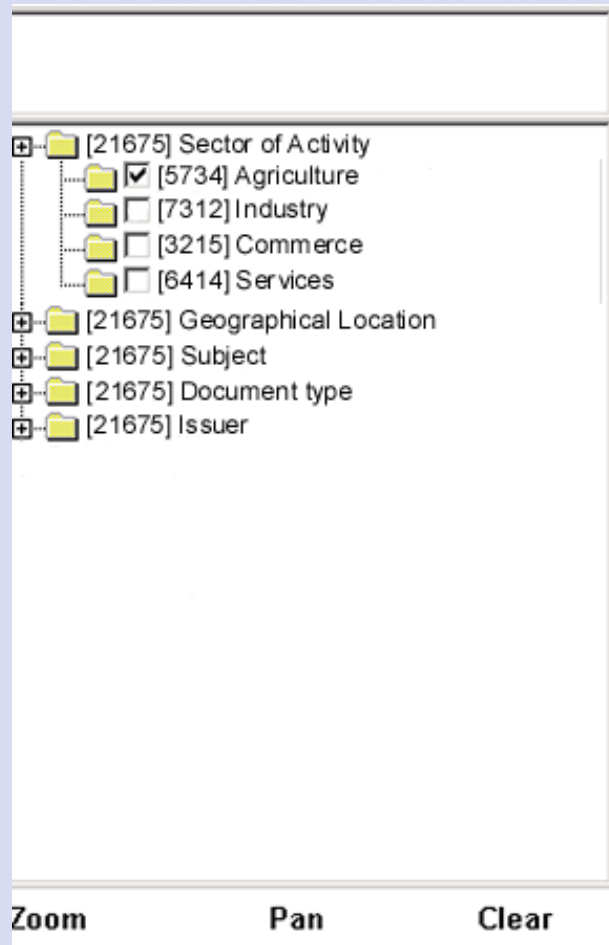 [21675] Sector of Activity
[5734] Agriculture
[7312] Industry
[3215] Commerce
[6414] Services
[21675] Geographical Location
[21675] Subject
[21675] Document type
[21675] Issuer
Zoom Pan Clear